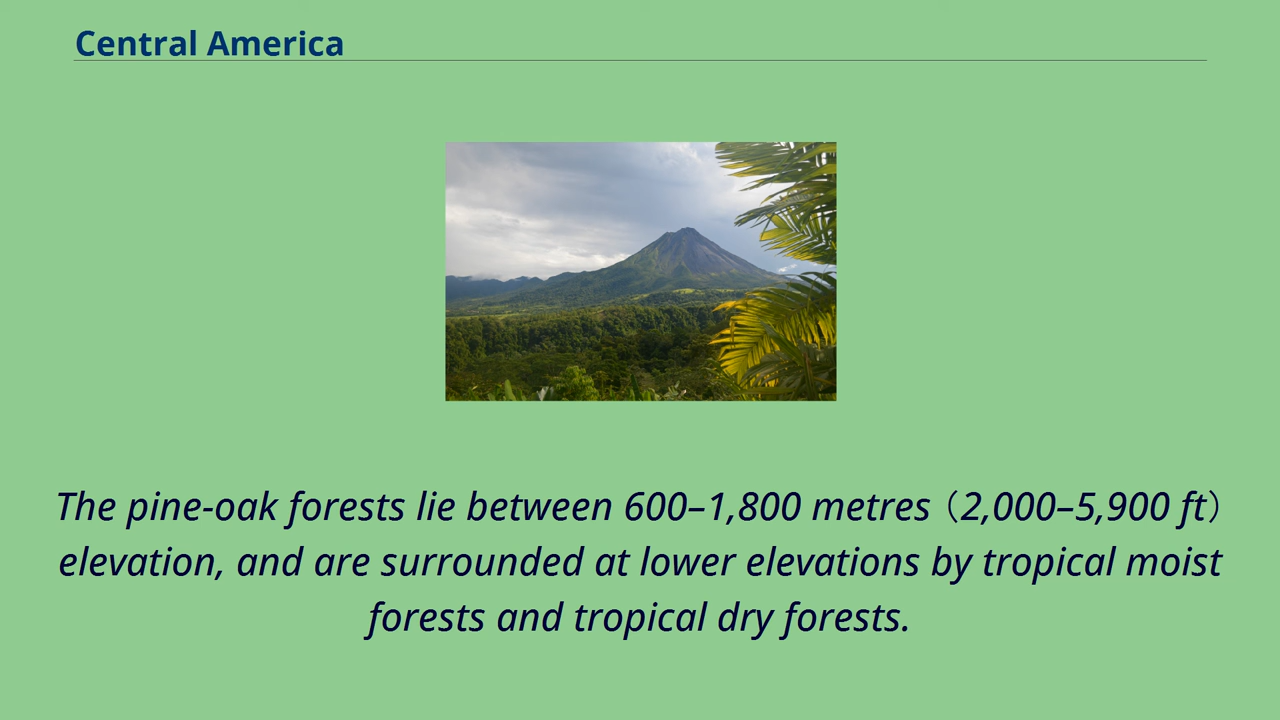 Central America
The pine-oak forests lie between 600–1,800 metres（2,000–5,900 ft）
elevation, and are surrounded at lower elevations by tropical moist
forests and tropical dry forests.